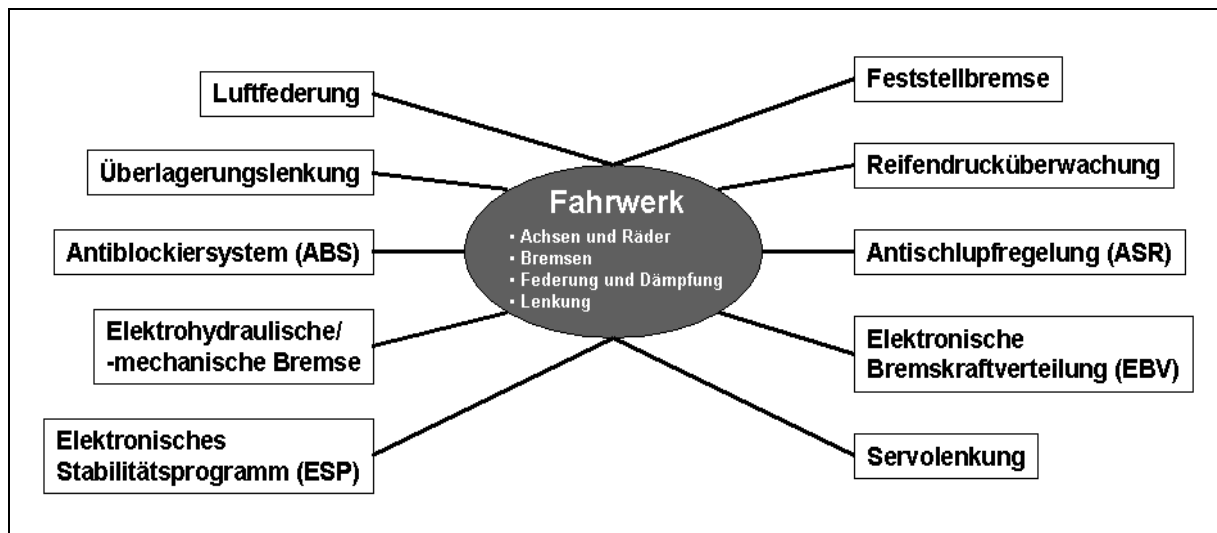 Luftfederung
Überlagerungslenkung
Antiblockiersystem (ABS)
Elektrohydraulische/
-mechanische Bremse
Elektronisches
Stabilitätsprogramm (ESP)
Fahrwerk
• Achsen und Räder
• Bremsen
• Federung und Dämpfung
• Lenkung
Feststellbremse
Reifendrucküberwachung
Antischlupfregelung (ASR)
Elektronische
Bremskraftverteilung (EBV)
Servolenkung